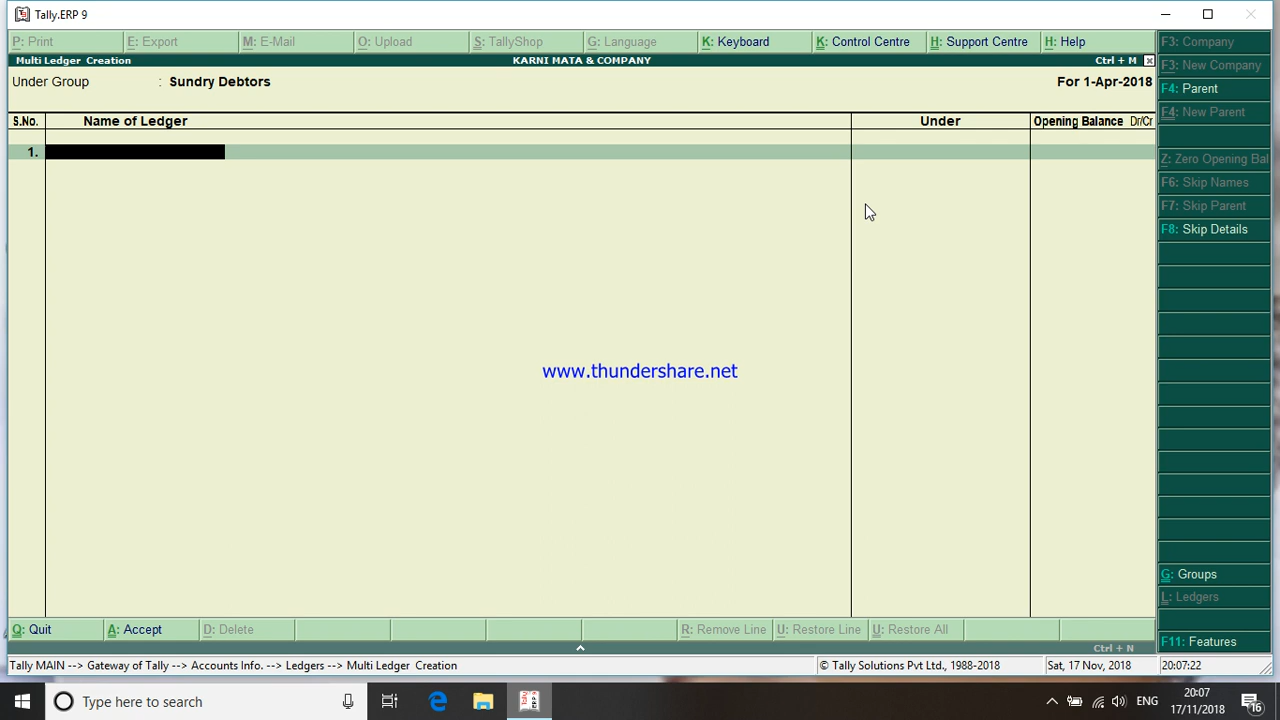 Tally.ERP 9
P: Print E: Export M: E-Mail O: Upload S: TallyShop G: Language K: Keyboard K: Control Centre H: Support Centre H: Help
F3: Company
Multi Ledger Creation KARNI MATA & COMPANY Ctrl + M
F3: New Company
Under Group : Sundry Debtors For 1-Apr-2018
F4: Parent
F4: New Parent
S.No. Name of Ledger Under Opening Balance Dr/Cr
1.
Z: Zero Opening Bal
F6: Skip Names
F7: Skip Parent
F8: Skip Details
www.thundershare.net
G: Groups
L: Ledgers
Q: Quit A: Accept D: Delete R: Remove Line U: Restore Line U: Restore All
F11: Features
Ctrl + N
Tally MAIN --> Gateway of Tally --> Accounts Info. --> Ledgers --> Multi Ledger Creation © Tally Solutions Pvt Ltd., 1988-2018 Sat, 17 Nov, 2018 20:07:22
Type here to search ENG 20:07
17/11/2018 16